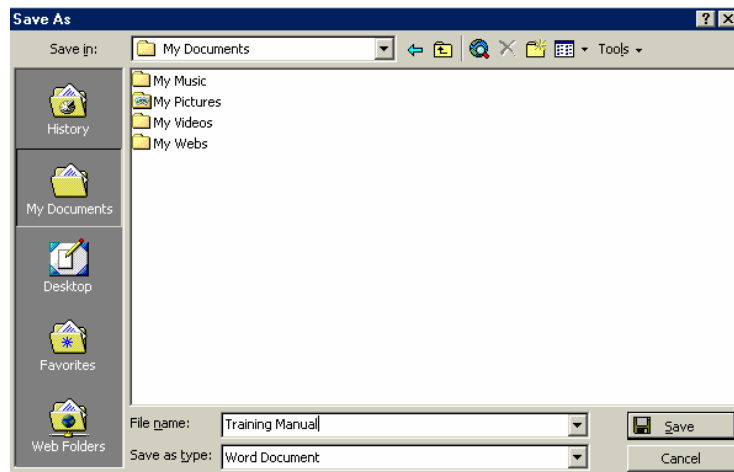 Save As
Save in:
My Documents
Tools
My Music
My Pictures
My Videos
My Webs
History
My Documents
Desktop
Favorites
Web Folders
File name:
Training Manual
Save
Save as type:
Word Document
Cancel